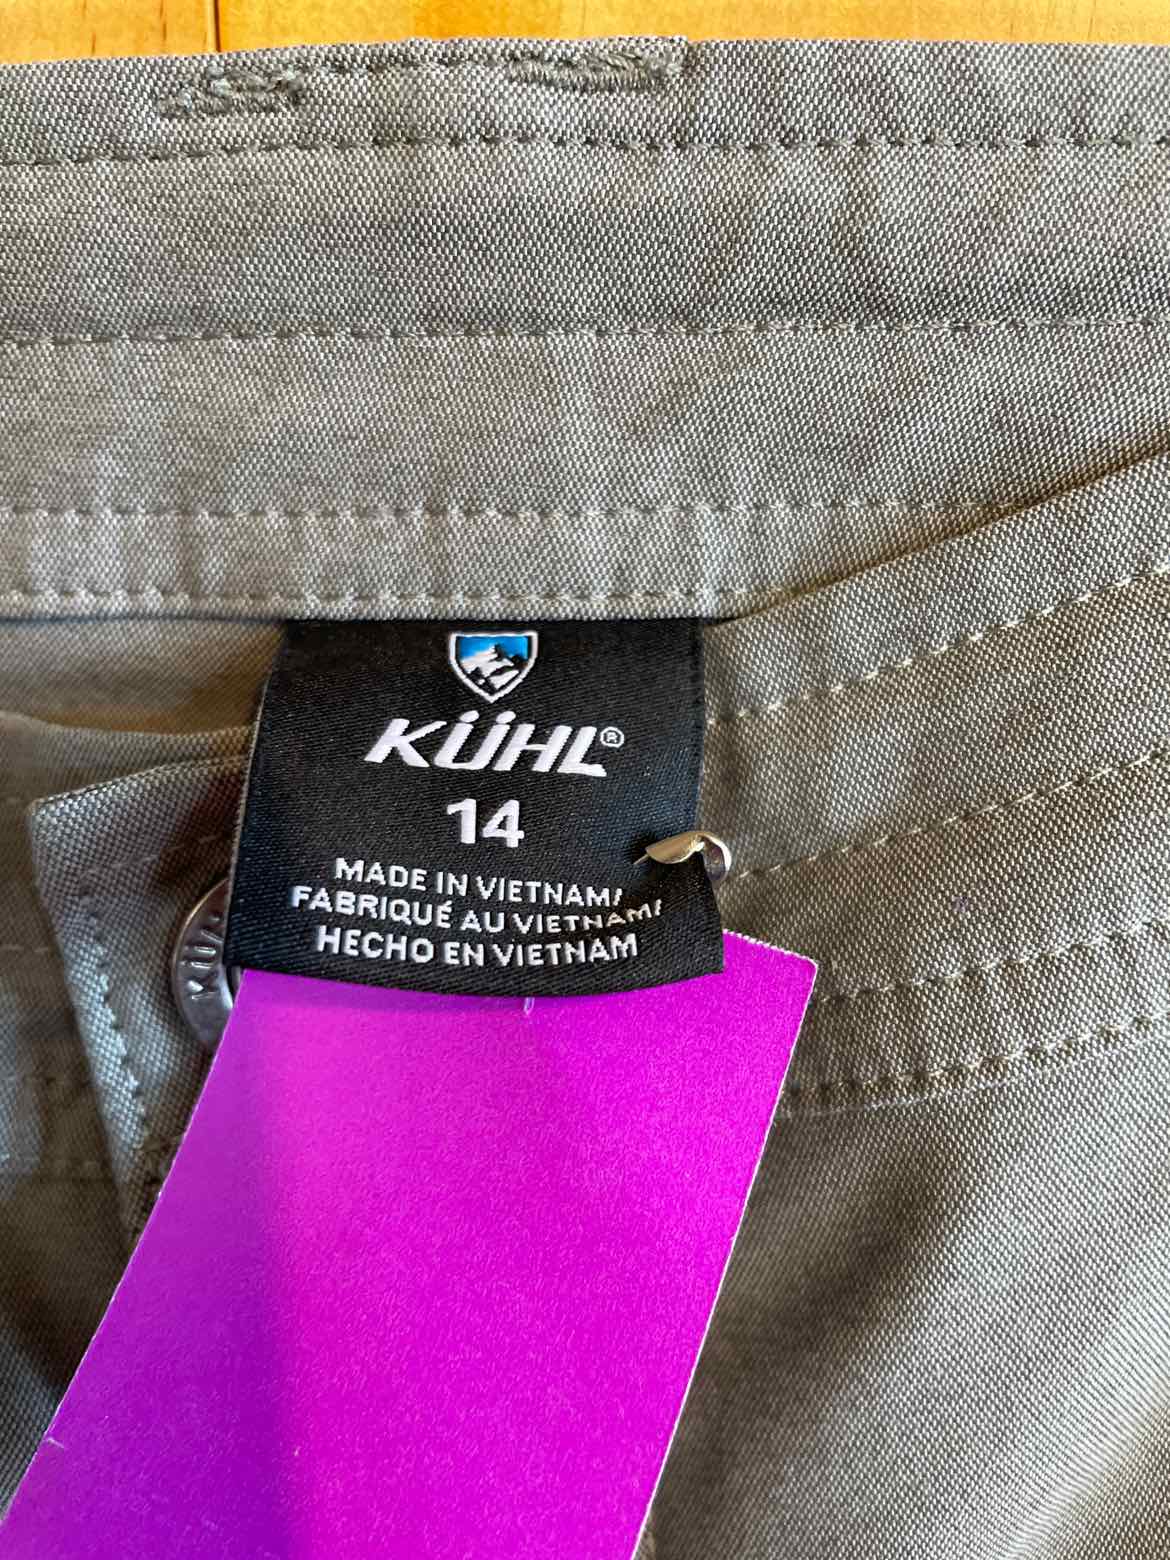 KÜHL®
14
MADE IN VIETNAM/
FABRIQUÉ AU VIETNAM/
HECHO EN VIETNAM